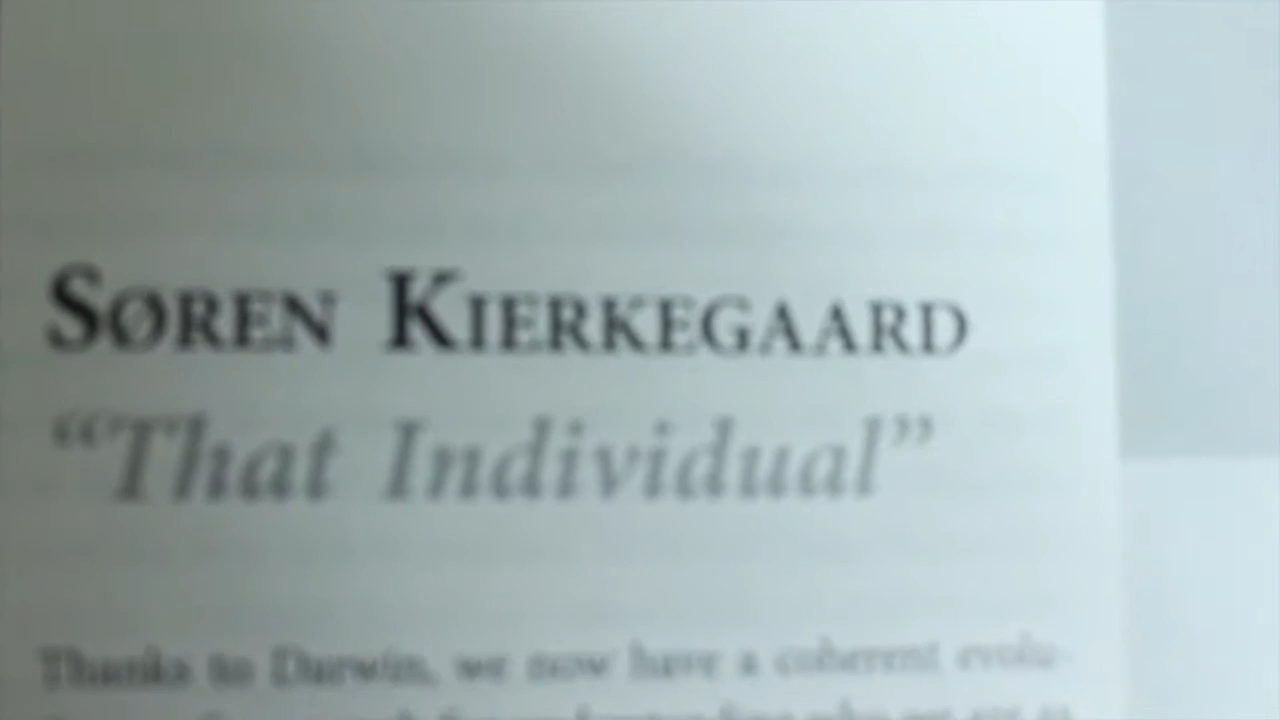 SØREN KIERKEGAARD
“That Individual”
Thanks to Darwin, we now have a coherent evolu-